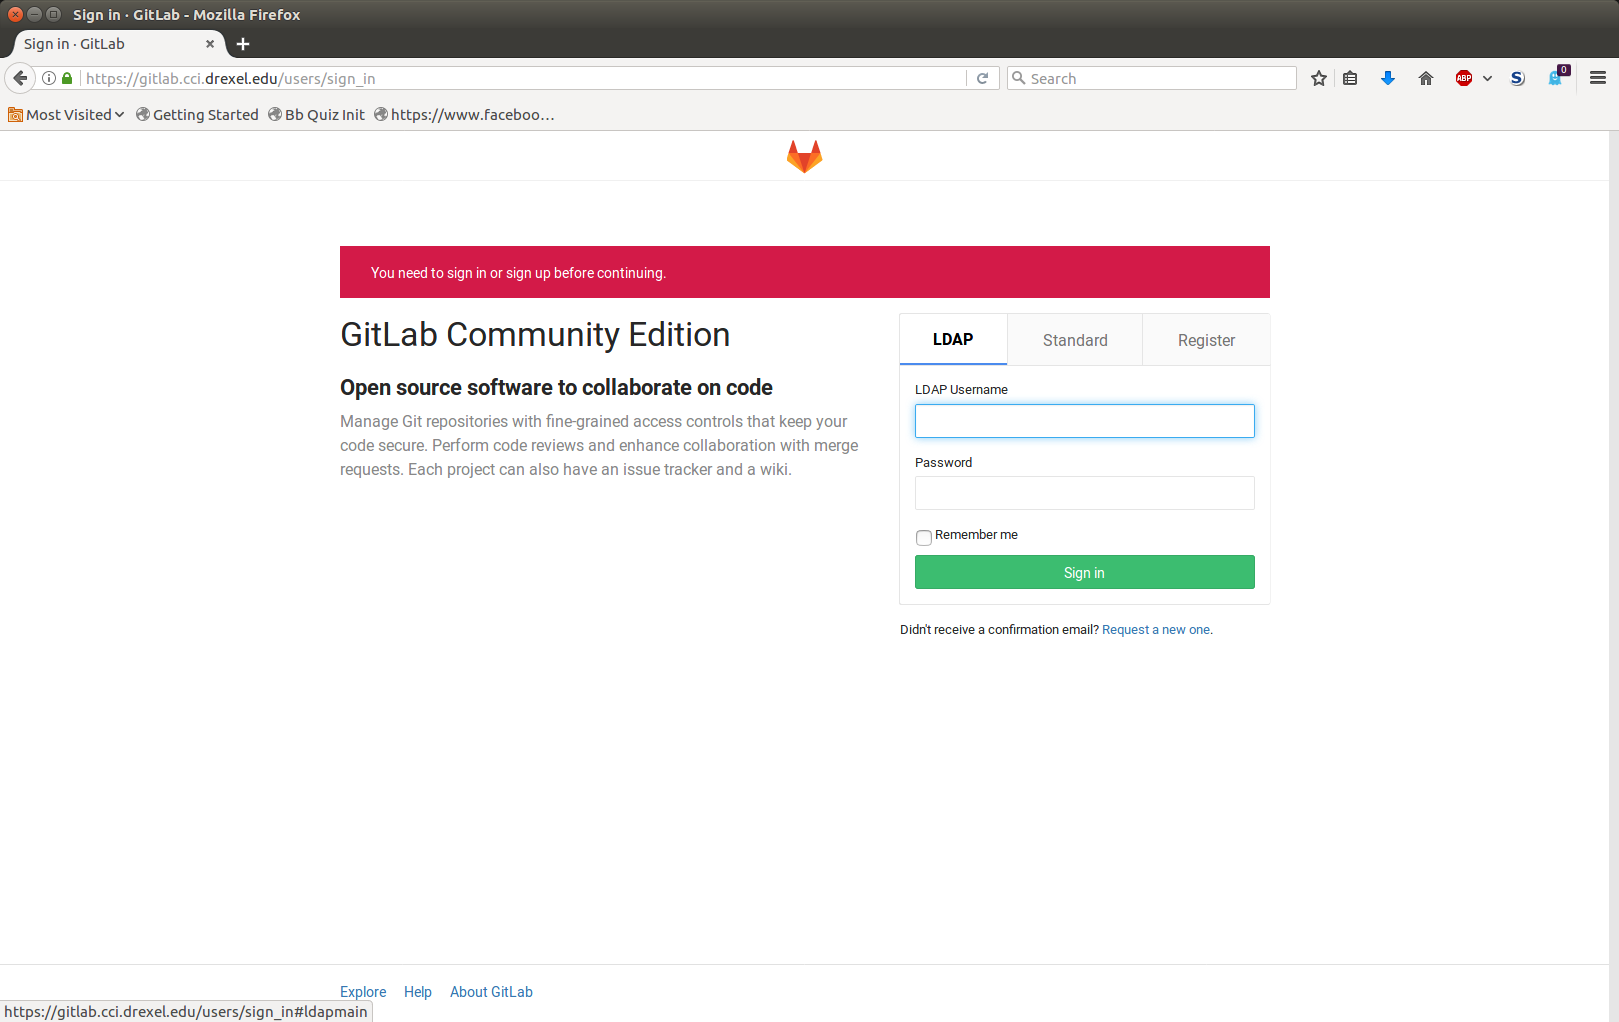 Sign in · GitLab - Mozilla Firefox
Sign in · GitLab
https://gitlab.cci.drexel.edu/users/sign_in
Search
ABP
S
0
Most Visited
Getting Started
Bb Quiz Init
https://www.faceboo...
You need to sign in or sign up before continuing.
GitLab Community Edition
Open source software to collaborate on code
Manage Git repositories with fine-grained access controls that keep your
code secure. Perform code reviews and enhance collaboration with merge
requests. Each project can also have an issue tracker and a wiki.
LDAP
Standard
Register
LDAP Username
Password
Remember me
Sign in
Didn't receive a confirmation email? Request a new one.
Explore
Help
About GitLab
https://gitlab.cci.drexel.edu/users/sign_in#ldapmain